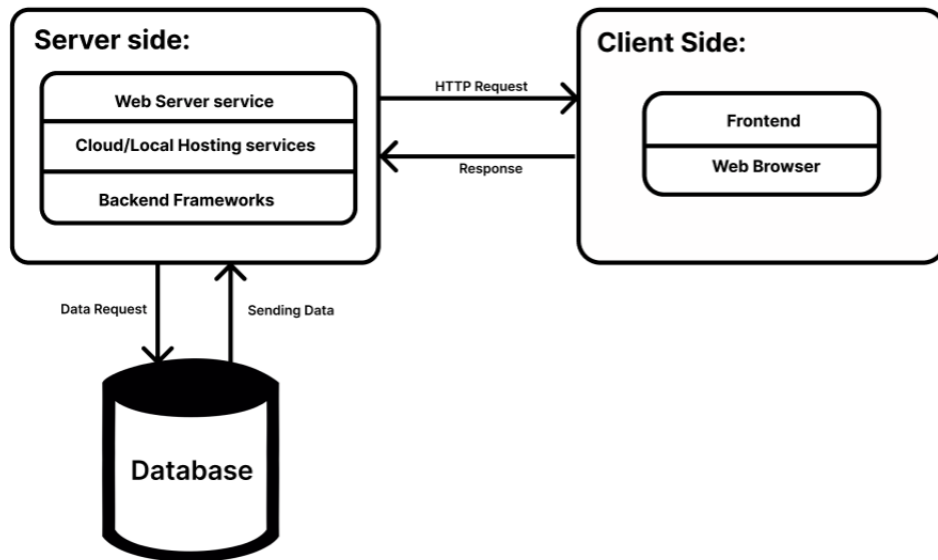 Server side:
Web Server service
Cloud/Local Hosting services
Backend Frameworks
HTTP Request
Response
Client Side:
Frontend
Web Browser
Data Request
Sending Data
Database